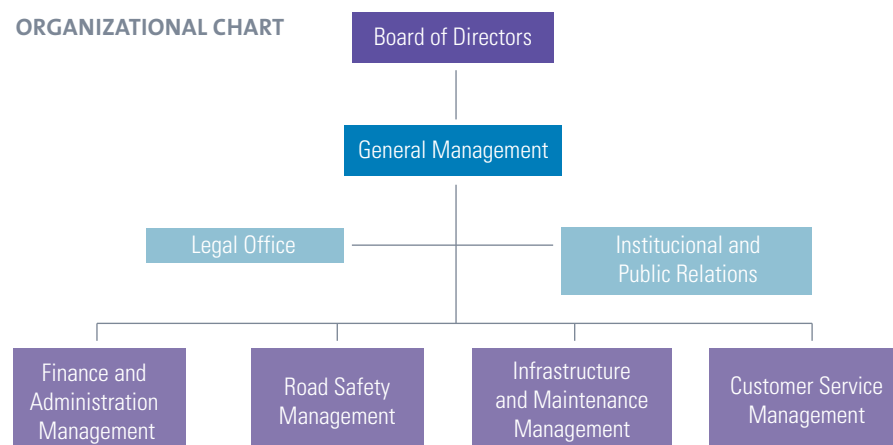 ORGANIZATIONAL CHART
Board of Directors
General Management
Legal Office
Institucional and
Public Relations
Finance and
Administration
Management
Road Safety
Management
Infrastructure
and Maintenance
Management
Customer Service
Management